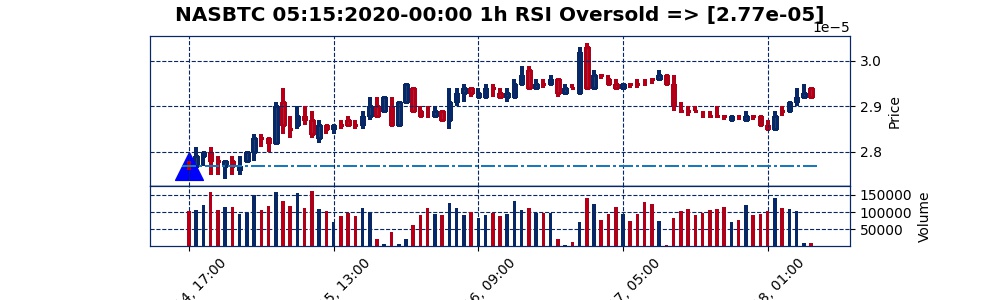 NASBTC 05:15:2020-00:00 1h RSI Oversold => [2.77e-05]
1e−5
3.0
2.9
2.8
Price
150000
100000
50000
Volume
4, 17:00
5, 13:00
6, 09:00
7, 05:00
8, 01:00